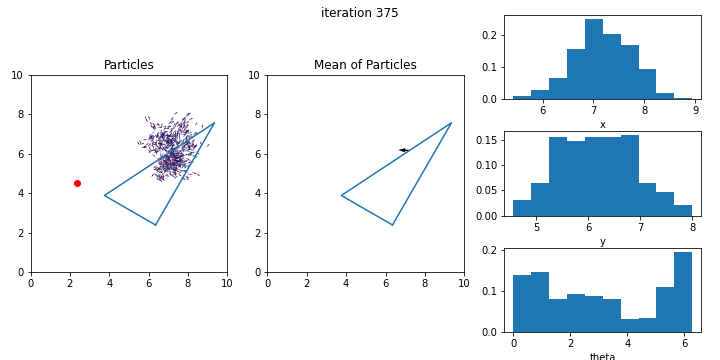 iteration 375
Particles
10
8
6
4
2
0
0 2 4 6 8 10
Mean of Particles
10
8
6
4
2
0
0 2 4 6 8 10
0.2
0.1
0.0
6 7 8 9
x
0.15
0.10
0.05
0.00
5 6 7 8
y
0.2
0.1
0.0
0 2 4 6
theta